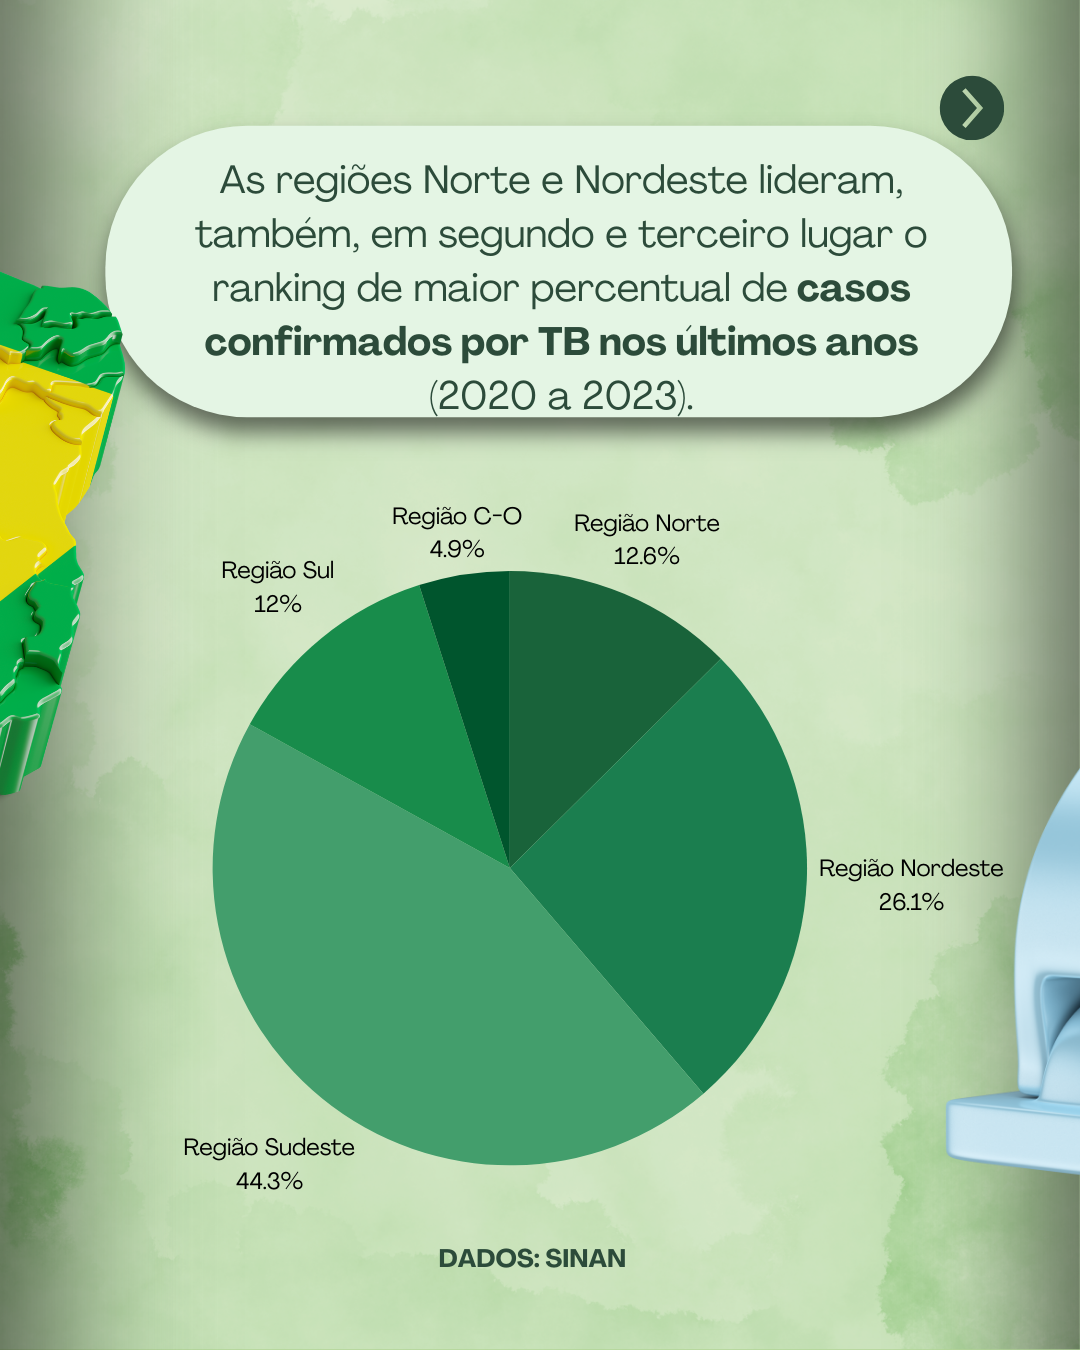 As regiões Norte e Nordeste lideram,
também, em segundo e terceiro lugar o
ranking de maior percentual de casos
confirmados por TB nos últimos anos
(2020 a 2023).
Região C-O
4.9%
Região Norte
12.6%
Região Sul
12%
Região Nordeste
26.1%
Região Sudeste
44.3%
DADOS: SINAN